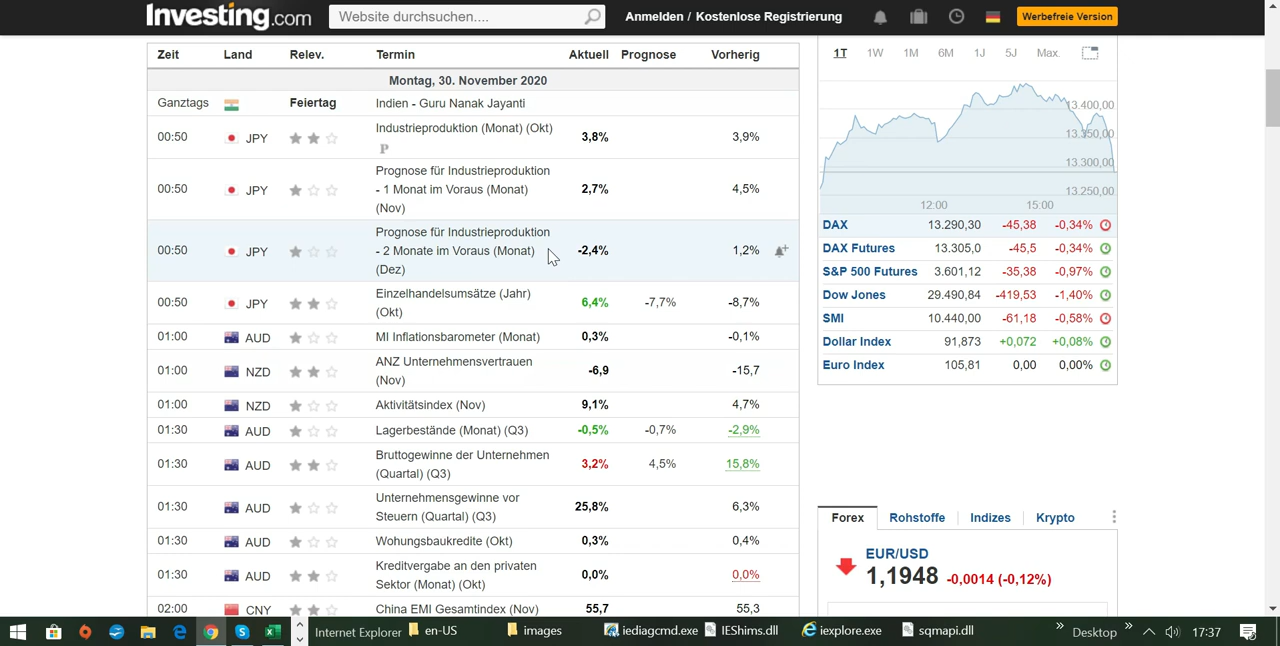 Investing.com
Website durchsuchen....
Anmelden / Kostenlose Registrierung
Werbefreie Version
Zeit Land Relev. Termin Aktuell Prognose Vorherig
Montag, 30. November 2020
Ganztags Feiertag Indien - Guru Nanak Jayanti
00:50 JPY Industrieproduktion (Monat) (Okt) 3,8% 3,9%
P
00:50 JPY Prognose für Industrieproduktion
- 1 Monat im Voraus (Monat) 2,7% 4,5%
(Nov)
00:50 JPY Prognose für Industrieproduktion
- 2 Monate im Voraus (Monat) -2,4% 1,2%
(Dez)
00:50 JPY Einzelhandelsumsätze (Jahr) 6,4% -7,7% -8,7%
(Okt)
01:00 AUD MI Inflationsbarometer (Monat) 0,3% -0,1%
01:00 NZD ANZ Unternehmensvertrauen -6,9 -15,7
(Nov)
01:00 NZD Aktivitätsindex (Nov) 9,1% 4,7%
01:30 AUD Lagerbestände (Monat) (Q3) -0,5% -0,7% -2,9%
01:30 AUD Bruttogewinne der Unternehmen 3,2% 4,5% 15,8%
(Quartal) (Q3)
01:30 AUD Unternehmensgewinne vor 25,8% 6,3%
Steuern (Quartal) (Q3)
01:30 AUD Wohungsbaukredite (Okt) 0,3% 0,4%
01:30 AUD Kreditvergabe an den privaten 0,0% 0,0%
Sektor (Monat) (Okt)
02:00 CNY China EMI Gesamtindex (Nov) 55,7 55,3
1T 1W 1M 6M 1J 5J Max.
13.400,00
13.350,00
13.300,00
13.250,00
12:00 15:00
DAX 13.290,30 -45,38 -0,34%
DAX Futures 13.305,0 -45,5 -0,34%
S&P 500 Futures 3.601,12 -35,38 -0,97%
Dow Jones 29.490,84 -419,53 -1,40%
SMI 10.440,00 -61,18 -0,58%
Dollar Index 91,873 +0,072 +0,08%
Euro Index 105,81 0,00 0,00%
Forex Rohstoffe Indizes Krypto
EUR/USD
1,1948 -0,0014 (-0,12%)
Internet Explorer en-US images iediagcmd.exe IEShims.dll iexplore.exe sqmapi.dll » Desktop » 17:37